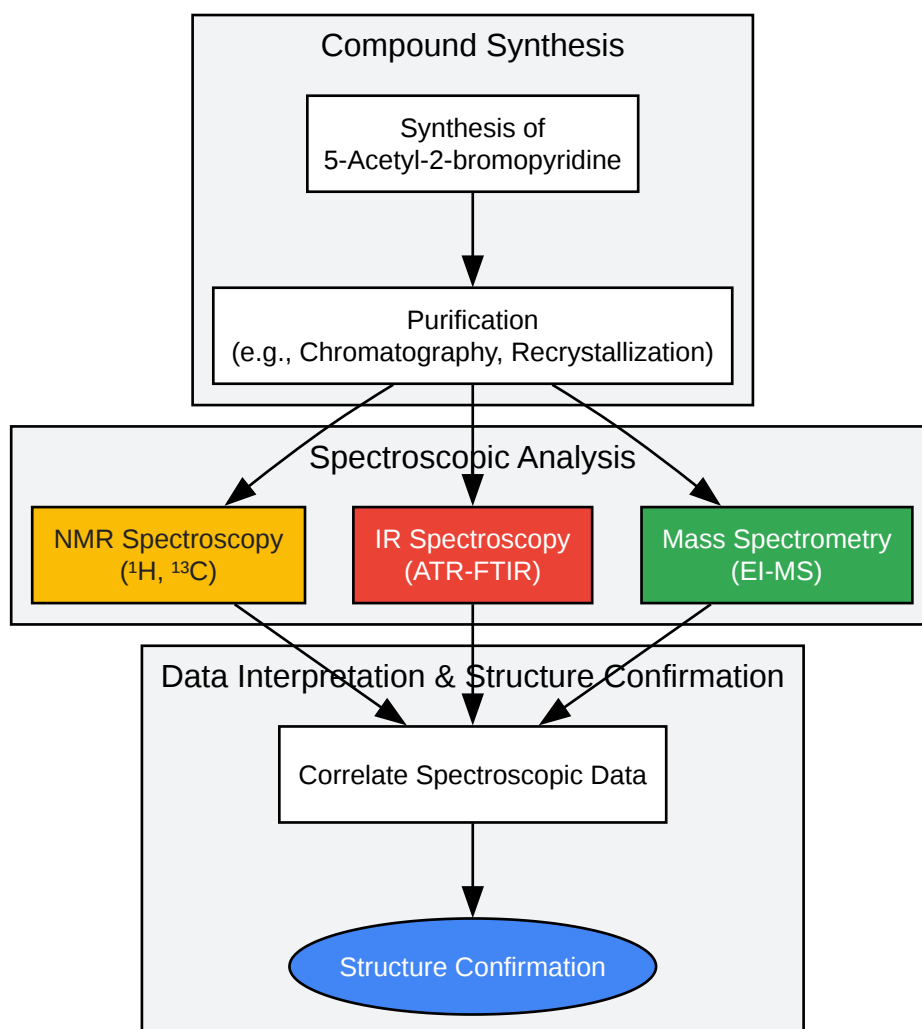 Compound Synthesis
Synthesis of
5-Acetyl-2-bromopyridine
Purification
(e.g., Chromatography, Recrystallization)
Spectroscopic Analysis
NMR Spectroscopy
(¹H, ¹³C)
IR Spectroscopy
(ATR-FTIR)
Mass Spectrometry
(EI-MS)
Data Interpretation & Structure Confirmation
Correlate Spectroscopic Data
Structure Confirmation